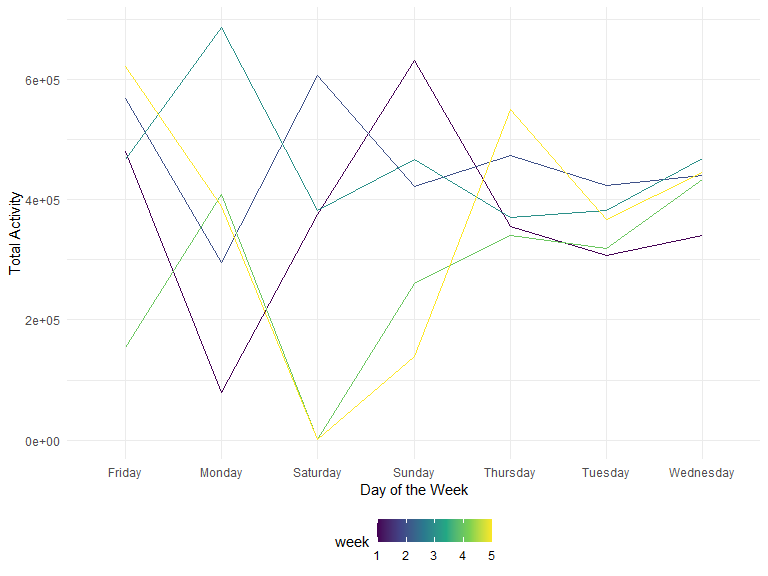 6e+05
4e+05
2e+05
0e+00
Total Activity
Friday Monday Saturday Sunday Thursday Tuesday Wednesday
Day of the Week
week
1 2 3 4 5